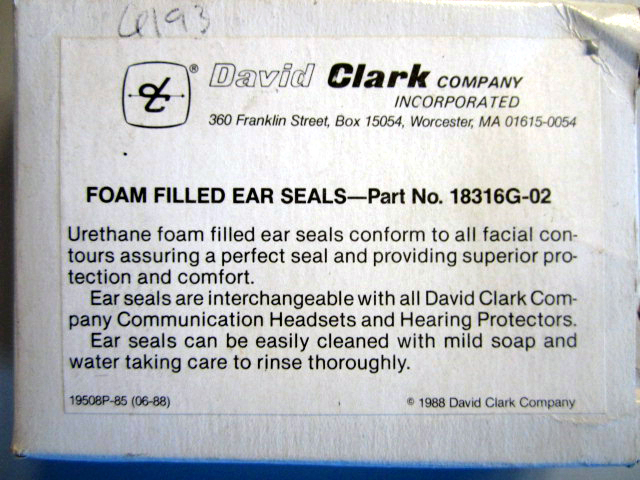 6193
David Clark COMPANY
INCORPORATED
360 Franklin Street, Box 15054, Worcester, MA 01615-0054
FOAM FILLED EAR SEALS—Part No. 18316G-02
Urethane foam filled ear seals conform to all facial con-
tours assuring a perfect seal and providing superior pro-
tection and comfort.
Ear seals are interchangeable with all David Clark Com-
pany Communication Headsets and Hearing Protectors.
Ear seals can be easily cleaned with mild soap and
water taking care to rinse thoroughly.
19508P-85 (06-88)
© 1988 David Clark Company